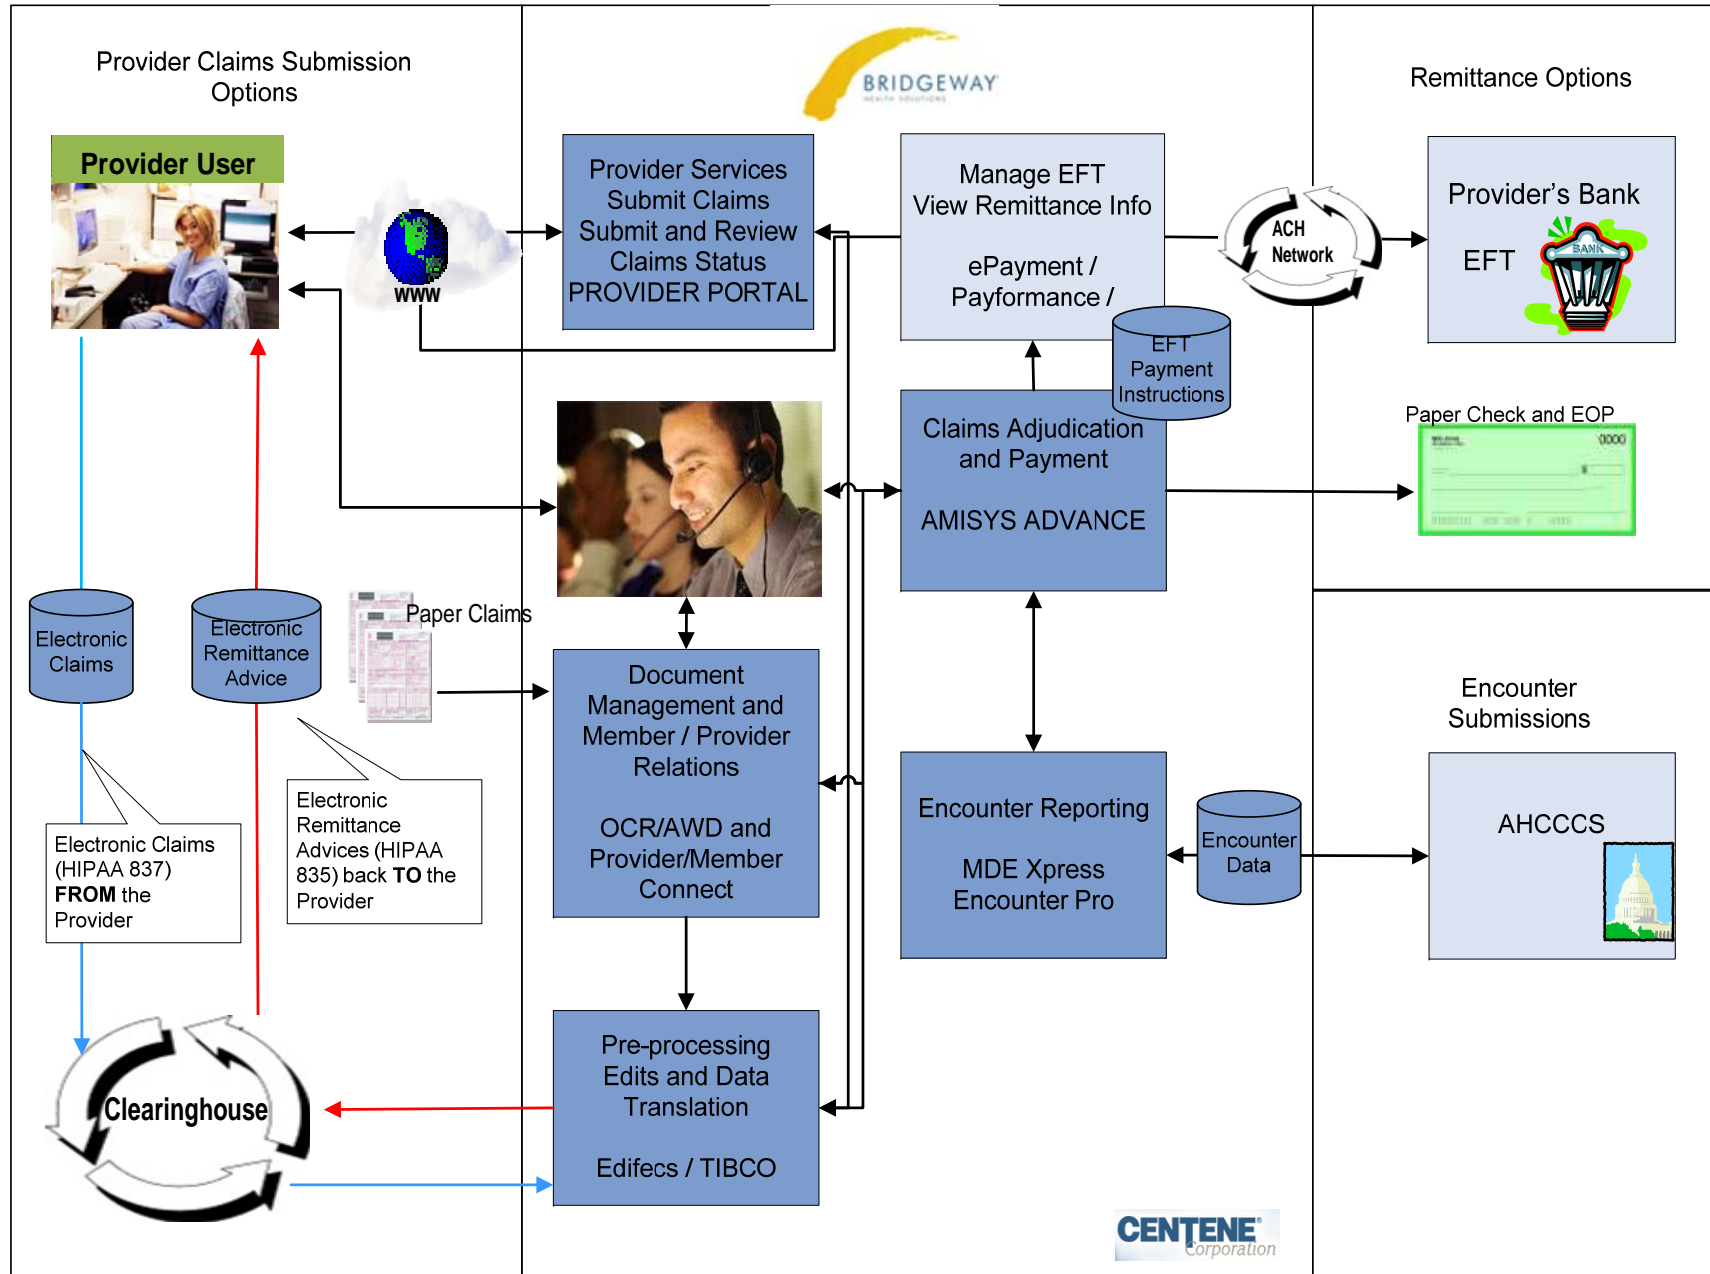 Provider Claims Submission
Options
BRIDGEWAY
HEALTH SOLUTIONS
Remittance Options
Provider User
WWW
Provider Services
Submit Claims
Submit and Review
Claims Status
PROVIDER PORTAL
Manage EFT
View Remittance Info
ePayment /
Payformance /
ACH
Network
Provider's Bank
EFT
BANK
EFT
Payment
Instructions
Claims Adjudication
and Payment
AMISYS ADVANCE
Paper Check and EOP
0000
Electronic
Claims
Electronic
Remittance
Advice
Paper Claims
Document
Management and
Member / Provider
Relations
OCR/AWD and
Provider/Member
Connect
Encounter
Submissions
Electronic Claims
(HIPAA 837)
FROM the
Provider
Electronic
Remittance
Advices (HIPAA
835) back TO the
Provider
Encounter Reporting
MDE Xpress
Encounter Pro
Encounter
Data
AHCCCS
Clearinghouse
Pre-processing
Edits and Data
Translation
Edifecs / TIBCO
CENTENE
Corporation